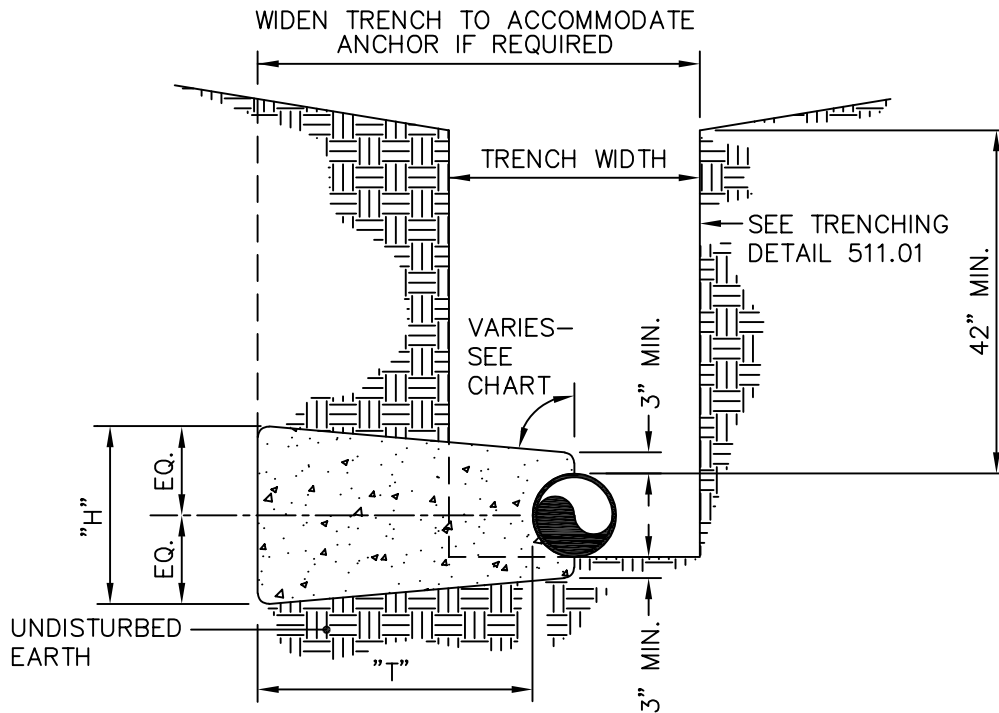 WIDEN TRENCH TO ACCOMMODATE
ANCHOR IF REQUIRED
TRENCH WIDTH
SEE TRENCHING
DETAIL 511.01
42” MIN.
VARIES–
SEE
CHART
3” MIN.
”H”
EQ.
EQ.
UNDISTURBED
EARTH
”T”
3” MIN.